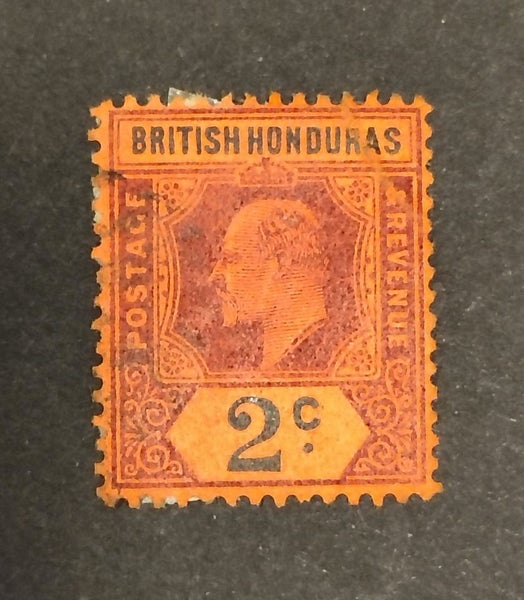 BRITISH HONDURAS
POSTAGE
& REVENUE
2c.